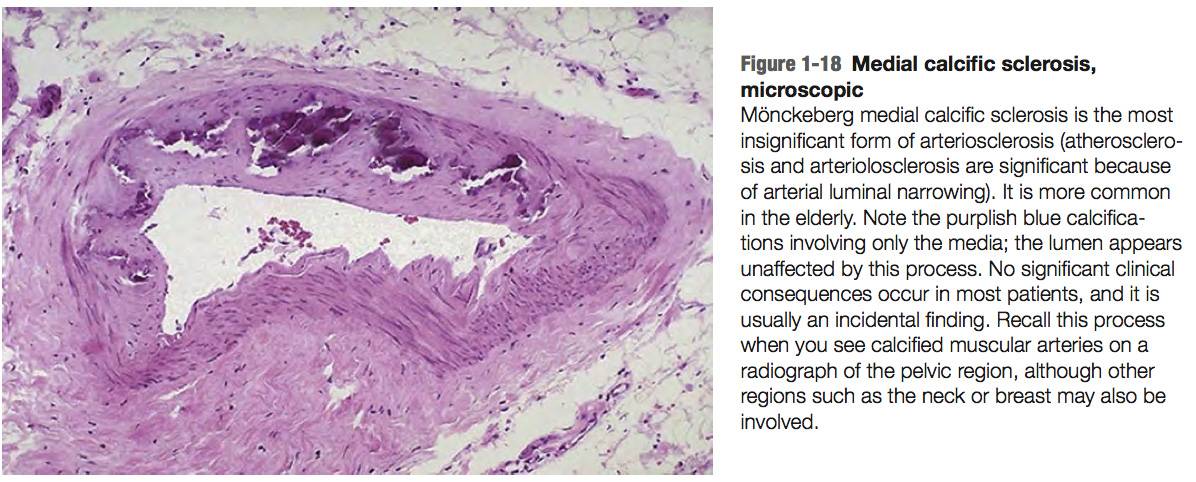 Figure 1-18 Medial calcific sclerosis,
microscopic
Mönckeberg medial calcific sclerosis is the most
insignificant form of arteriosclerosis (atherosclero-
sis and arteriolosclerosis are significant because
of arterial luminal narrowing). It is more common
in the elderly. Note the purplish blue calcifica-
tions involving only the media; the lumen appears
unaffected by this process. No significant clinical
consequences occur in most patients, and it is
usually an incidental finding. Recall this process
when you see calcified muscular arteries on a
radiograph of the pelvic region, although other
regions such as the neck or breast may also be
involved.